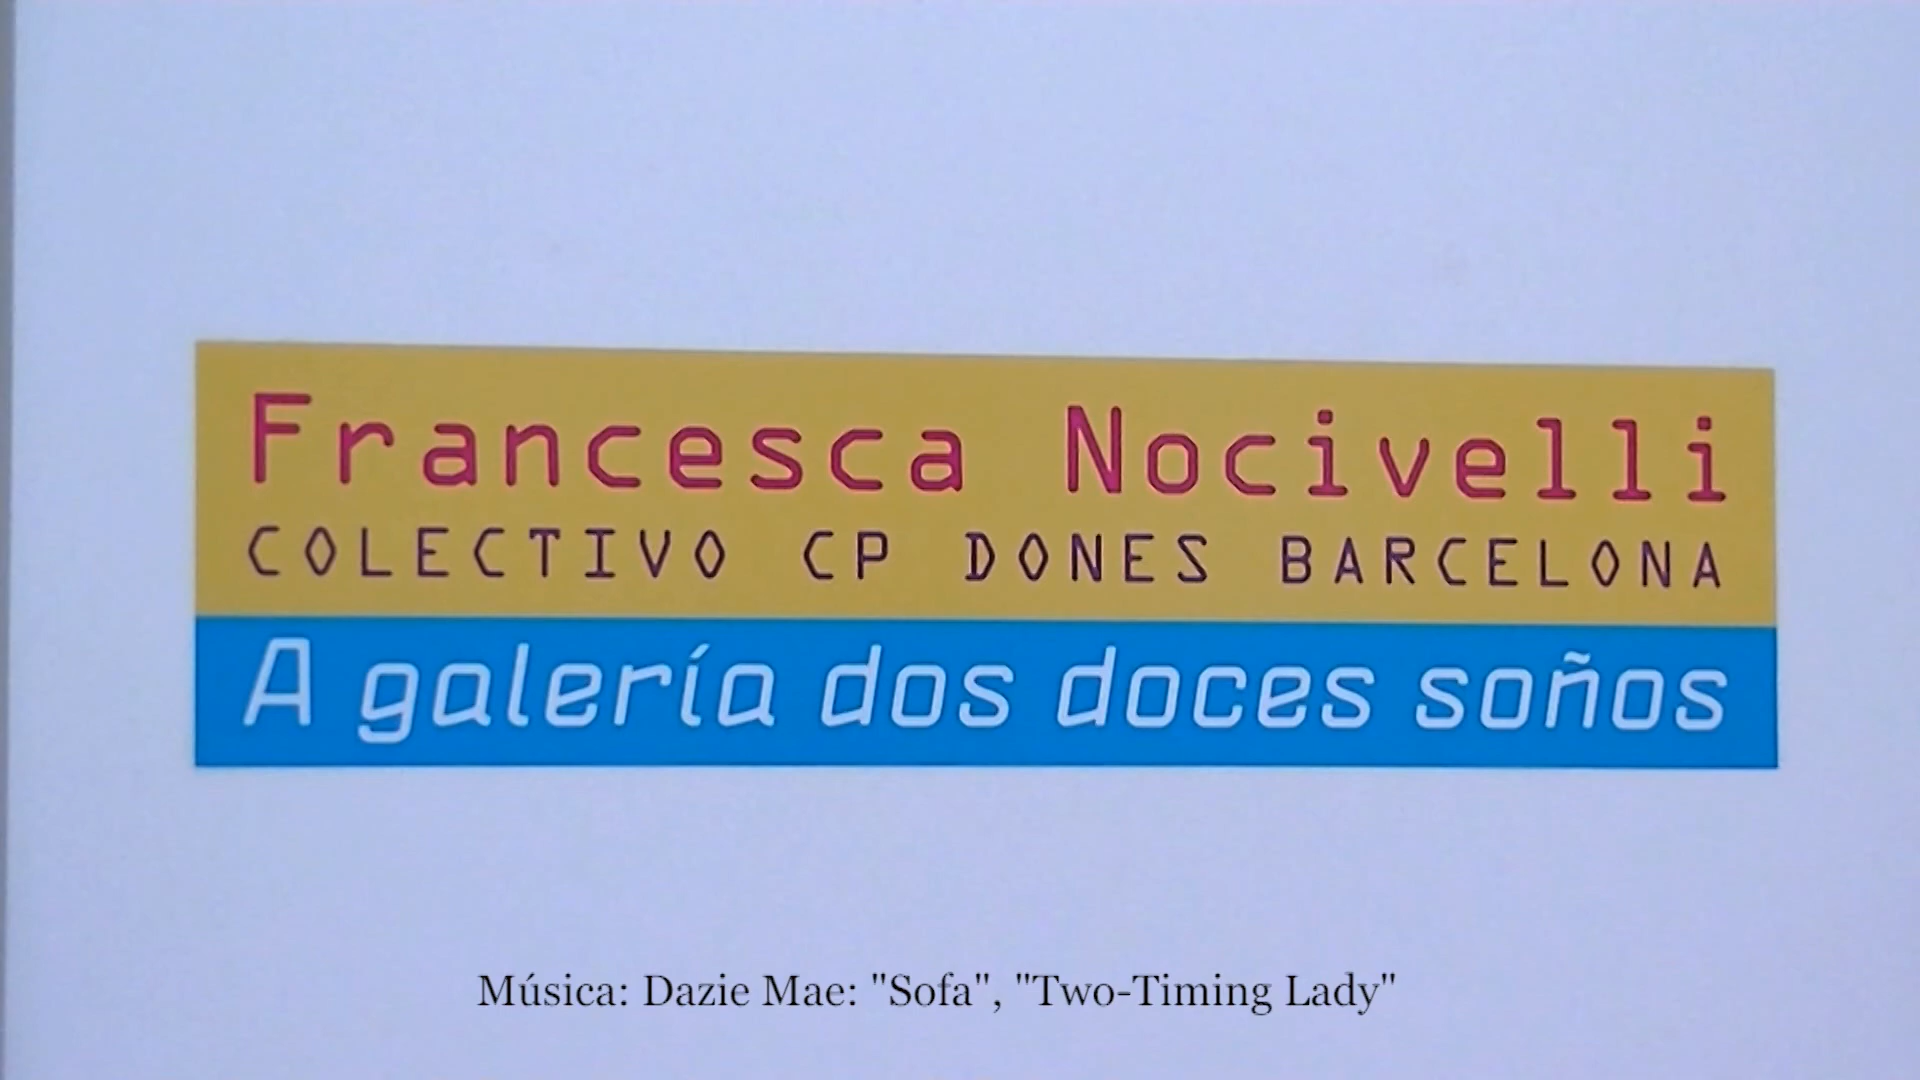 Francesca Nocivelli
COLECTIVO CP DONES BARCELONA
A galería dos doces soños
Música: Dazie Mae: "Sofa", "Two-Timing Lady"